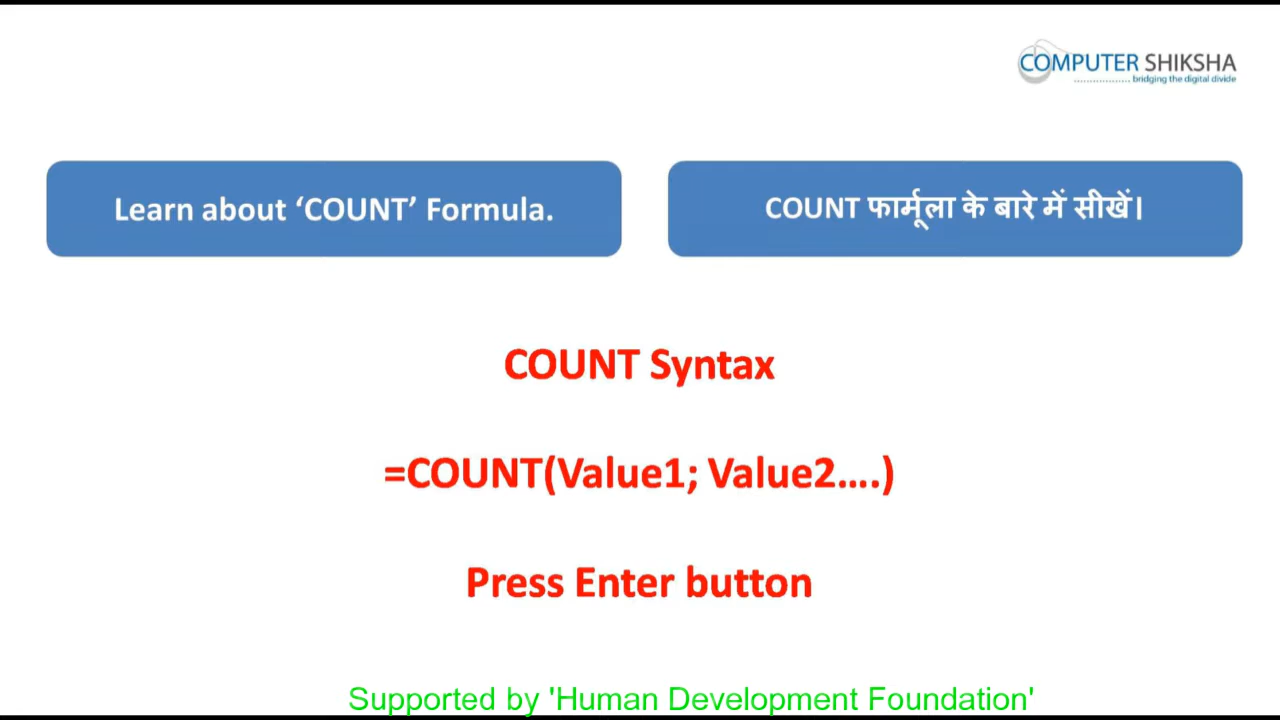 COMPUTER SHIKSHA
bridging the digital divide
Learn about ‘COUNT’ Formula.
COUNT फार्मूला के बारे में सीखें।
COUNT Syntax
=COUNT(Value1; Value2....)
Press Enter button
Supported by 'Human Development Foundation'